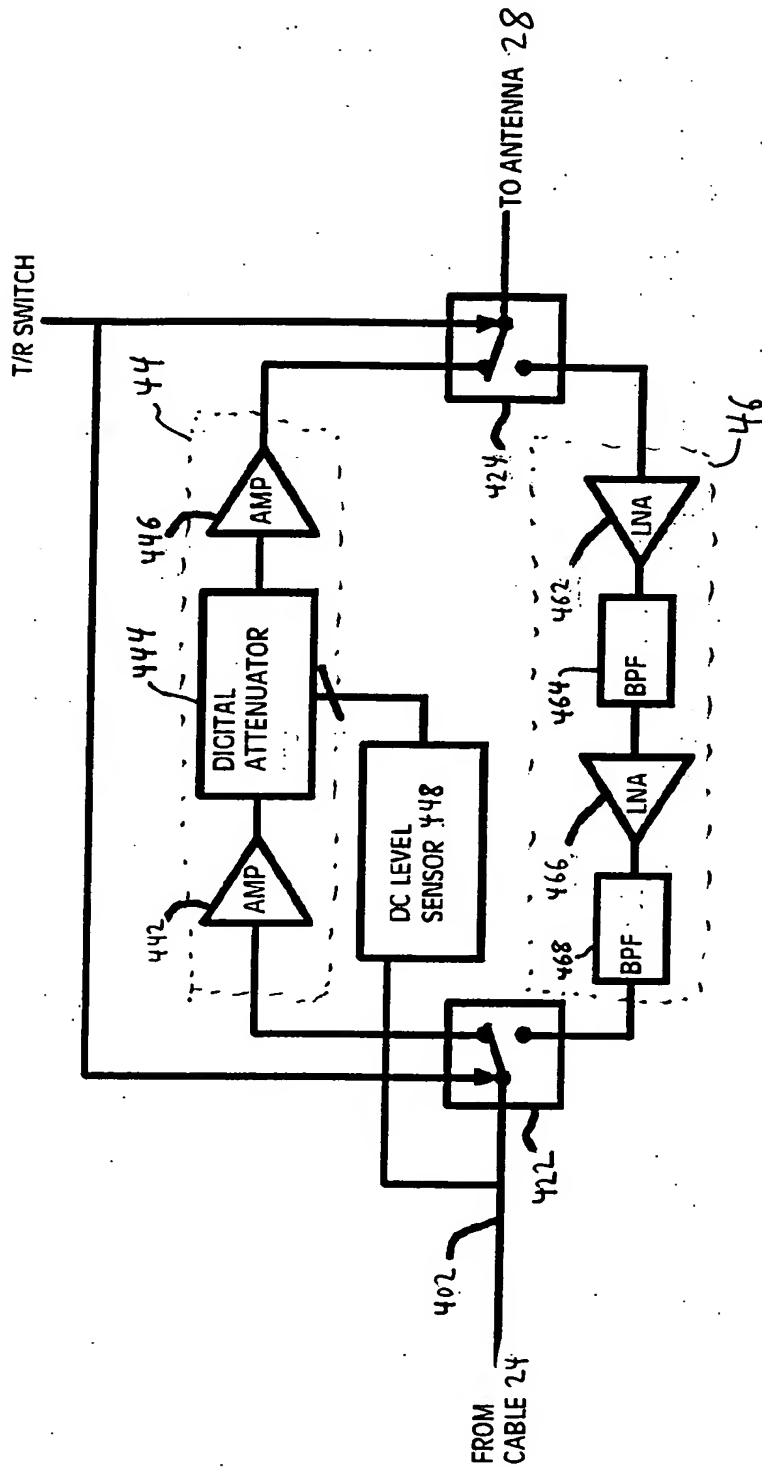 T/R SWITCH
44
446
AMP
444
DIGITAL
ATTENUATOR
442
AMP
DC LEVEL
SENSOR 448
TO ANTENNA 28
424
422
402
FROM
CABLE 24
46
462
LNA
464
BPF
466
LNA
468
BPF